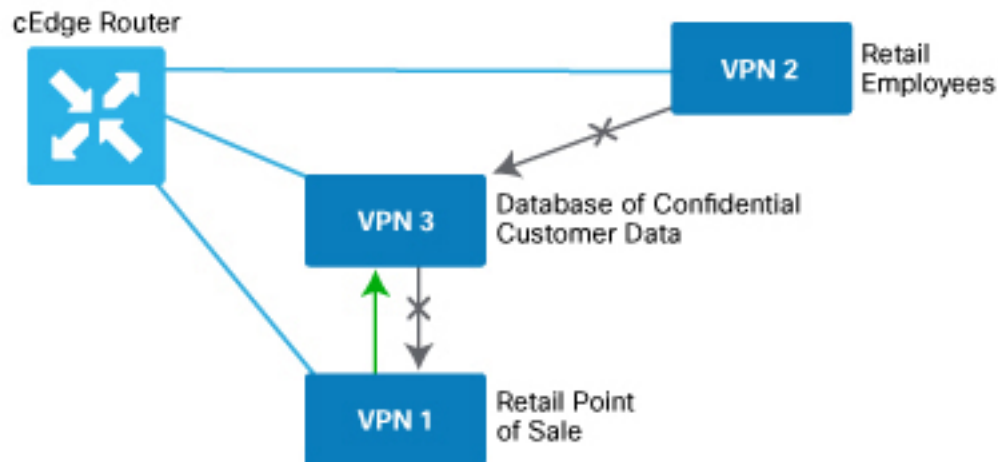 cEdge Router
VPN 2
Retail
Employees
VPN 3
Database of Confidential
Customer Data
VPN 1
Retail Point
of Sale